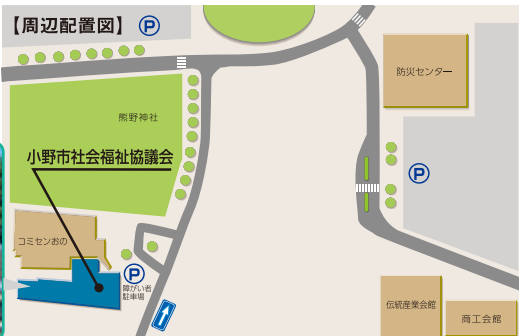 【周辺配置図】 P
防災センター
熊野神社
小野市社会福祉協議会
P
コミセンおの
P
障がい者
駐車場
伝統産業会館
商工会館